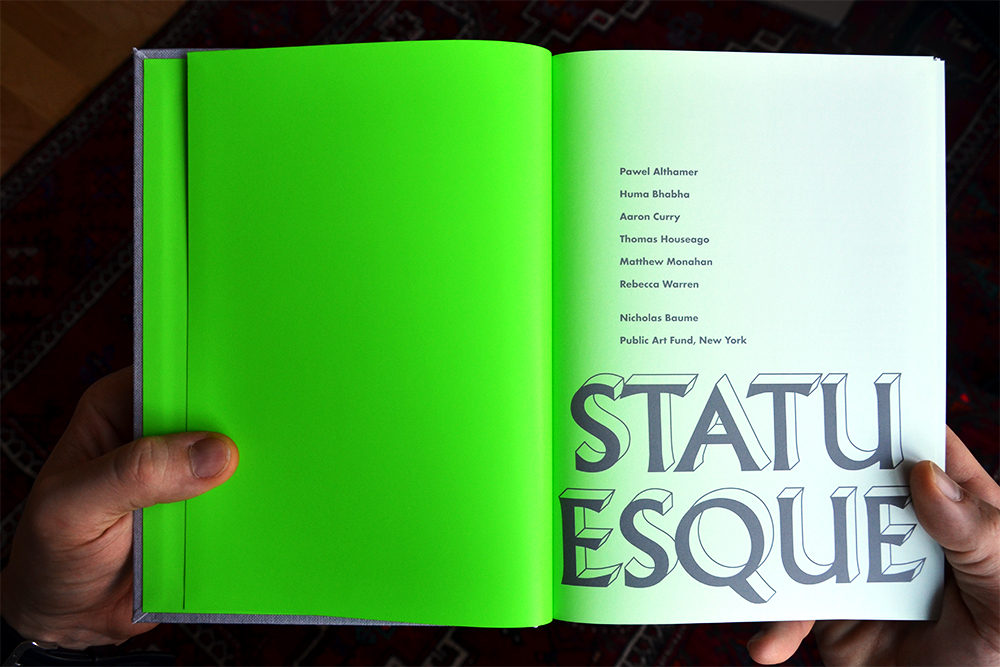 Pawel Althamer
Huma Bhabha
Aaron Curry
Thomas Houseago
Matthew Monahan
Rebecca Warren
Nicholas Baume
Public Art Fund, New York
STATU
ESQUE